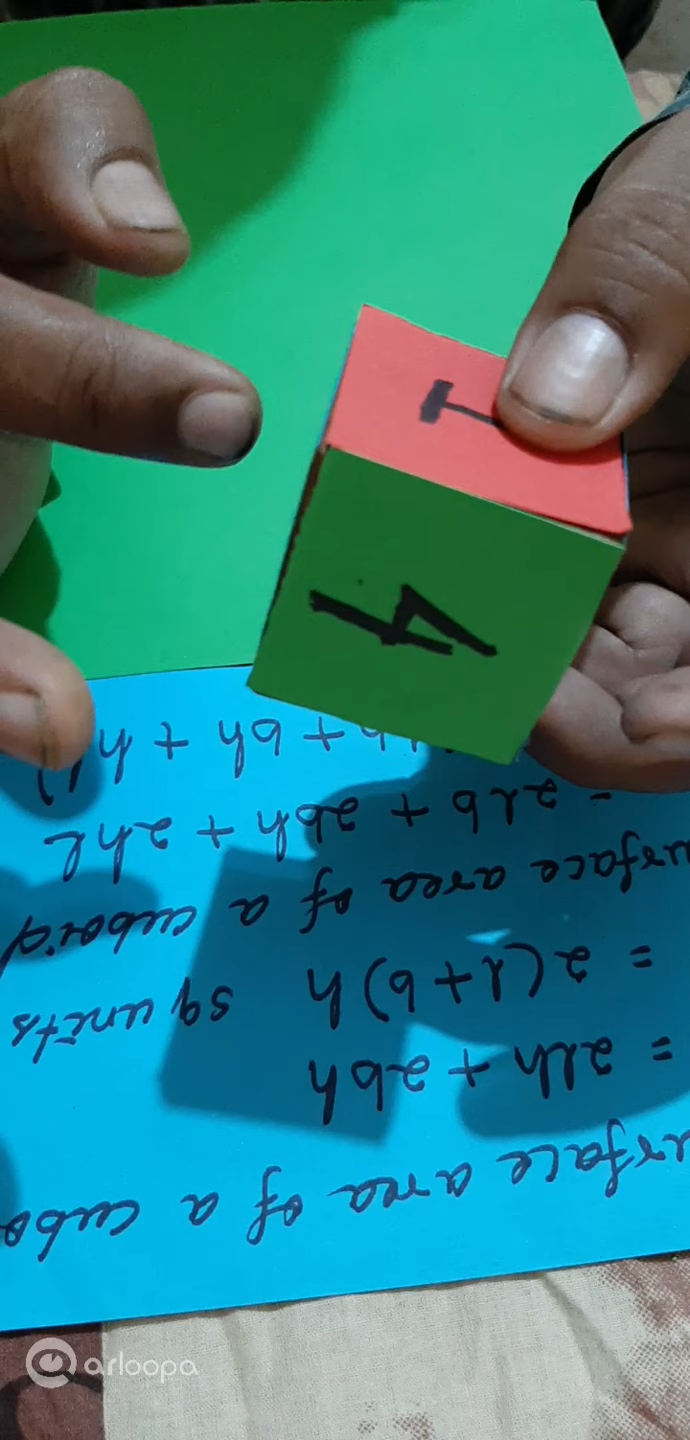 1
4
urface area of a cubo
= 2lh + 2bh
= 2(l + b)h sq units
urface area of a cuboid
= 2lb + 2bh + 2hl
b + bh + hl)
arloopa